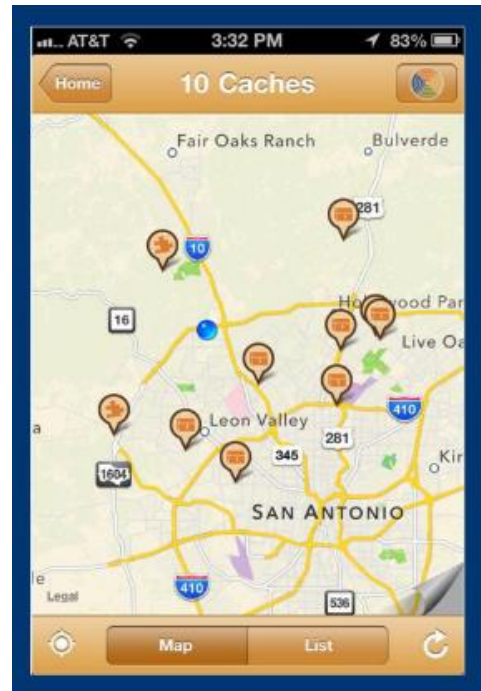 AT&T 3:32 PM 83%
Home 10 Caches
Fair Oaks Ranch Bulverde
281
10
16
Live Oa
Leon Valley
410
281
345
Kir
1604
SAN ANTONIO
le
Legal
410
536
Map List